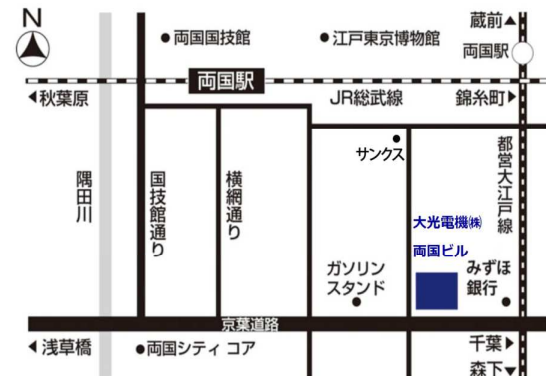 N
両国国技館
江戸東京博物館
蔵前
両国駅
両国駅
秋葉原
JR総武線
錦糸町
サンクス
隅田川
国技館通り
横網通り
都営大江戸線
大光電機㈱
両国ビル
ガソリン
スタンド
みずほ
銀行
京葉道路
浅草橋
両国シティ コア
千葉
森下